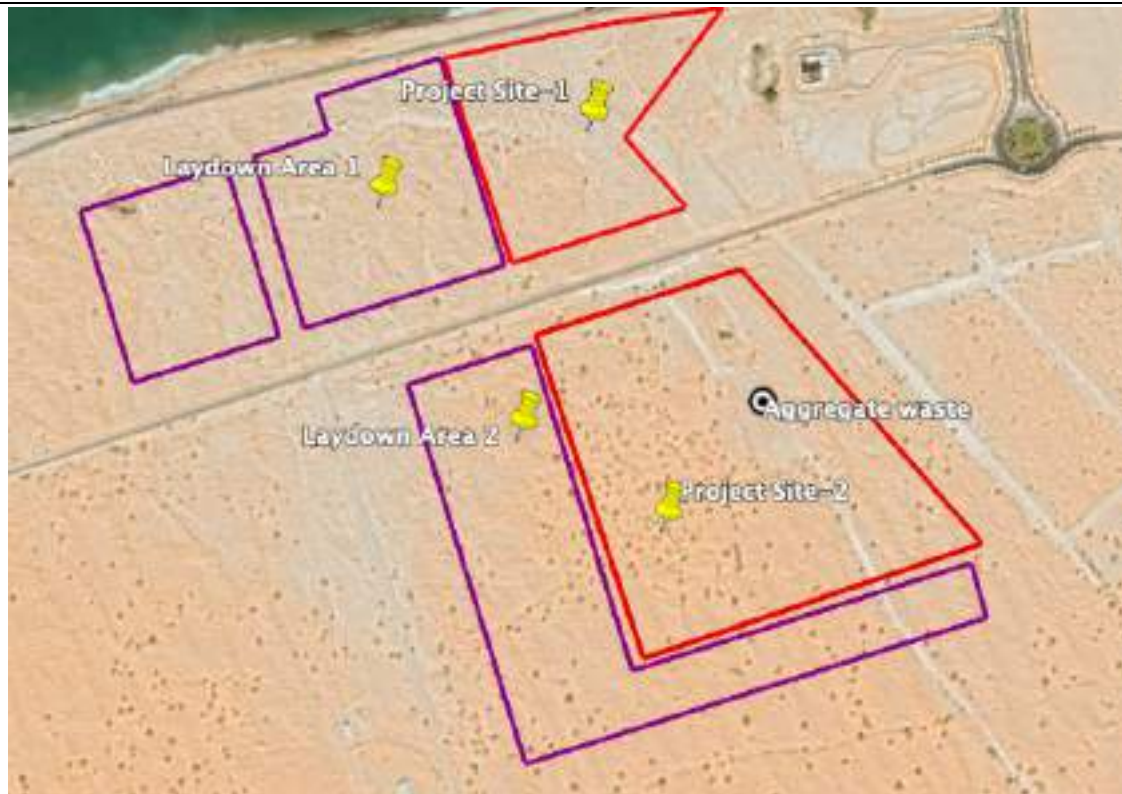 Project Site-1
Laydown Area 1
Aggregate waste
Laydown Area 2
Project Site-2